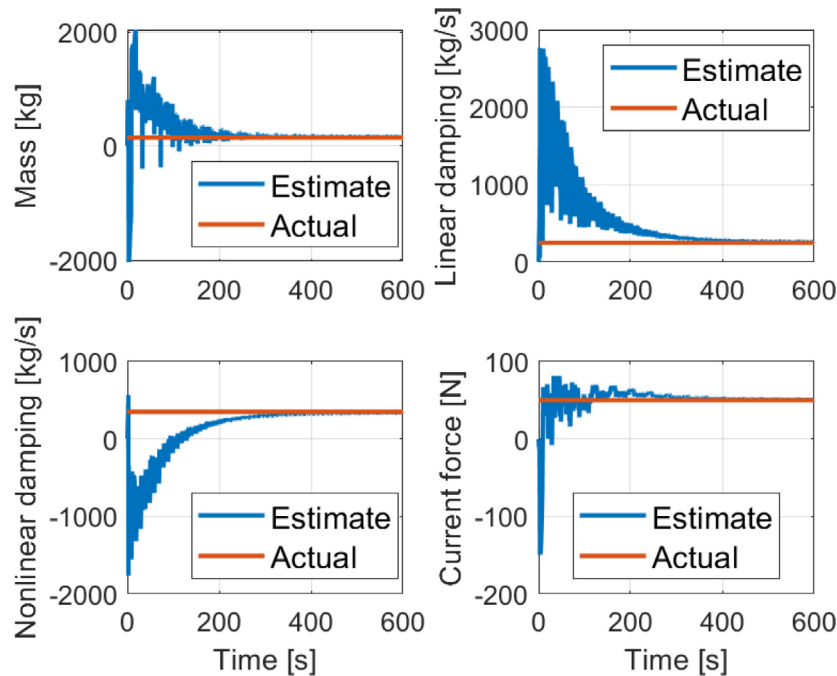 Mass [kg]
2000
0
-2000
0
200
400
600
Estimate
Actual
Linear damping [kg/s]
3000
2000
1000
0
0
200
400
600
Estimate
Actual
Nonlinear damping [kg/s]
1000
0
-1000
-2000
0
200
400
600
Time [s]
Estimate
Actual
Current force [N]
100
0
-100
-200
0
200
400
600
Time [s]
Estimate
Actual